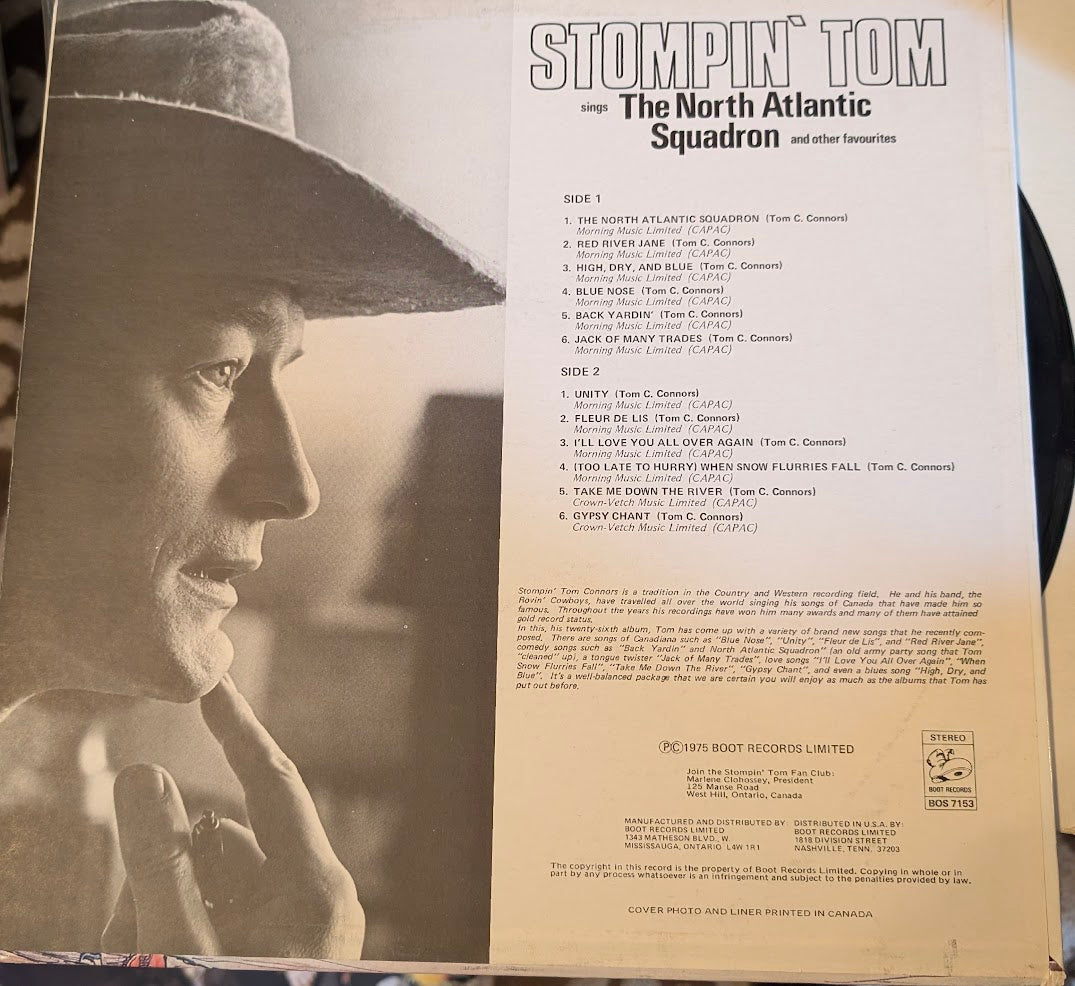 STOMPIN' TOM
sings The North Atlantic
Squadron and other favourites
SIDE 1
1. THE NORTH ATLANTIC SQUADRON (Tom C. Connors)
Morning Music Limited (CAPAC)
2. RED RIVER JANE (Tom C. Connors)
Morning Music Limited (CAPAC)
3. HIGH, DRY, AND BLUE (Tom C. Connors)
Morning Music Limited (CAPAC)
4. BLUE NOSE (Tom C. Connors)
Morning Music Limited (CAPAC)
5. BACK YARDIN' (Tom C. Connors)
Morning Music Limited (CAPAC)
6. JACK OF MANY TRADES (Tom C. Connors)
Morning Music Limited (CAPAC)
SIDE 2
1. UNITY (Tom C. Connors)
Morning Music Limited (CAPAC)
2. FLEUR DE LIS (Tom C. Connors)
Morning Music Limited (CAPAC)
3. I'LL LOVE YOU ALL OVER AGAIN (Tom C. Connors)
Morning Music Limited (CAPAC)
4. (TOO LATE TO HURRY) WHEN SNOW FLURRIES FALL (Tom C. Connors)
Morning Music Limited (CAPAC)
5. TAKE ME DOWN THE RIVER (Tom C. Connors)
Crown-Vetch Music Limited (CAPAC)
6. GYPSY CHANT (Tom C. Connors)
Crown-Vetch Music Limited (CAPAC)
Stompin' Tom Connors is a tradition in the Country and Western recording field. He and his band, the
Rovin' Cowboys, have travelled all over the world singing his songs of Canada that have made him so
famous. Throughout the years his recordings have won him many awards and many of them have attained
gold record status.
In this, his twenty-sixth album, Tom has come up with a variety of brand new songs that he recently com-
posed. There are songs of Canadiana such as "Blue Nose", "Unity", "Fleur de Lis", and "Red River Jane",
comedy songs such as "Back Yardin' and North Atlantic Squadron" (an old army party song that Tom
"cleaned" up), a tongue twister "Jack of Many Trades", love songs "I'll Love You All Over Again", "When
Snow Flurries Fall", "Take Me Down The River", "Gypsy Chant", and even a blues song "High, Dry, and
Blue". It's a well-balanced package that we are certain you will enjoy as much as the albums that Tom has
put out before.
ⓅⒸ1975 BOOT RECORDS LIMITED
Join the Stompin' Tom Fan Club:
Marlene Clohossey, President
125 Manse Road
West Hill, Ontario, Canada
STEREO
BOOT RECORDS
BOS 7153
MANUFACTURED AND DISTRIBUTED BY:
BOOT RECORDS LIMITED
1343 MATHESON BLVD., W.
MISSISSAUGA, ONTARIO L4W 1R1
DISTRIBUTED IN U.S.A. BY:
BOOT RECORDS LIMITED
1818 DIVISION STREET
NASHVILLE, TENN. 37203
The copyright in this record is the property of Boot Records Limited. Copying in whole or in
part by any process whatsoever is an infringement and subject to the penalties provided by law.
COVER PHOTO AND LINER PRINTED IN CANADA